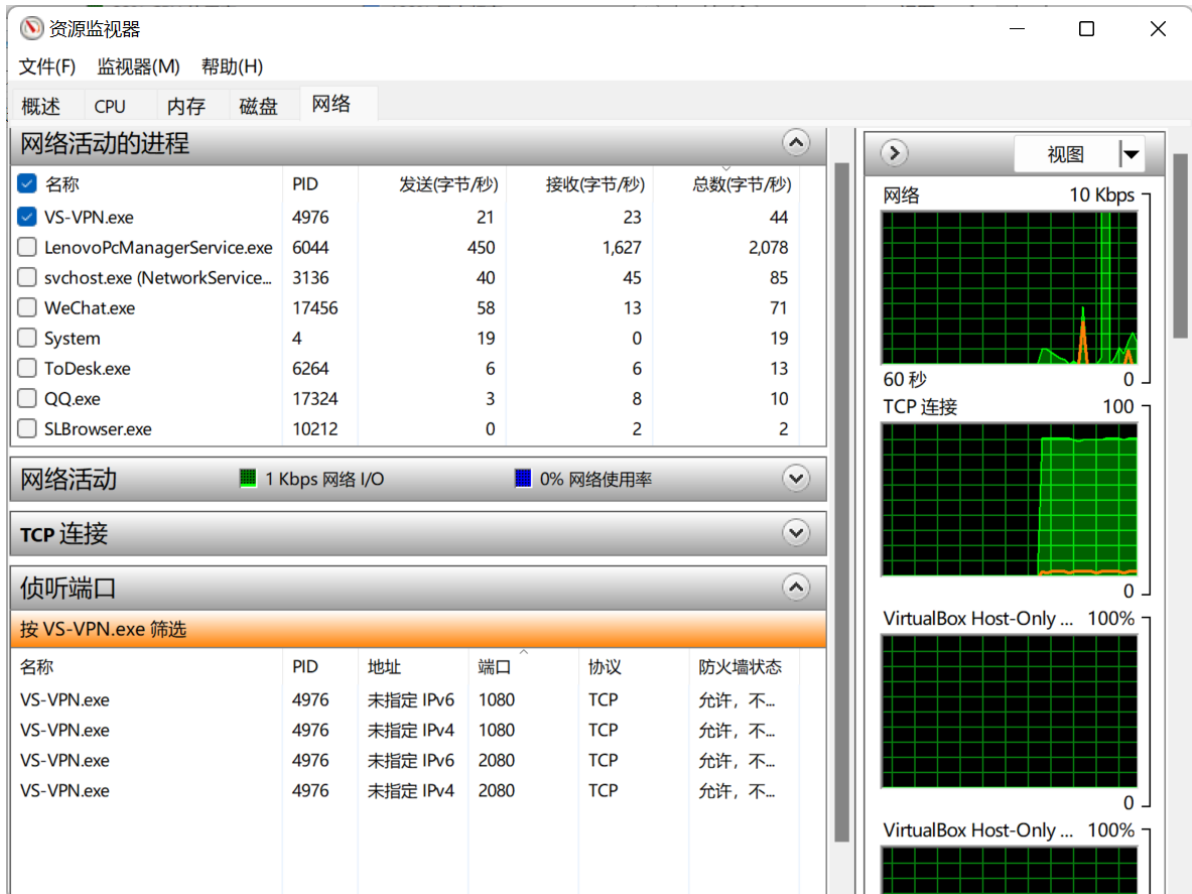 资源监视器
文件(F) 监视器(M) 帮助(H)
概述 CPU 内存 磁盘 网络
网络活动的进程
名称 PID 发送(字节/秒) 接收(字节/秒) 总数(字节/秒)
VS-VPN.exe 4976 21 23 44
LenovoPcManagerService.exe 6044 450 1,627 2,078
svchost.exe (NetworkService... 3136 40 45 85
WeChat.exe 17456 58 13 71
System 4 19 0 19
ToDesk.exe 6264 6 6 13
QQ.exe 17324 3 8 10
SLBrowser.exe 10212 0 2 2
网络活动 1 Kbps 网络 I/O 0% 网络使用率
TCP 连接
侦听端口
按 VS-VPN.exe 筛选
名称 PID 地址 端口 协议 防火墙状态
VS-VPN.exe 4976 未指定 IPv6 1080 TCP 允许，不...
VS-VPN.exe 4976 未指定 IPv4 1080 TCP 允许，不...
VS-VPN.exe 4976 未指定 IPv6 2080 TCP 允许，不...
VS-VPN.exe 4976 未指定 IPv4 2080 TCP 允许，不...
视图
网络 10 Kbps
60 秒 0
TCP 连接 100
0
VirtualBox Host-Only ... 100%
0
VirtualBox Host-Only ... 100%